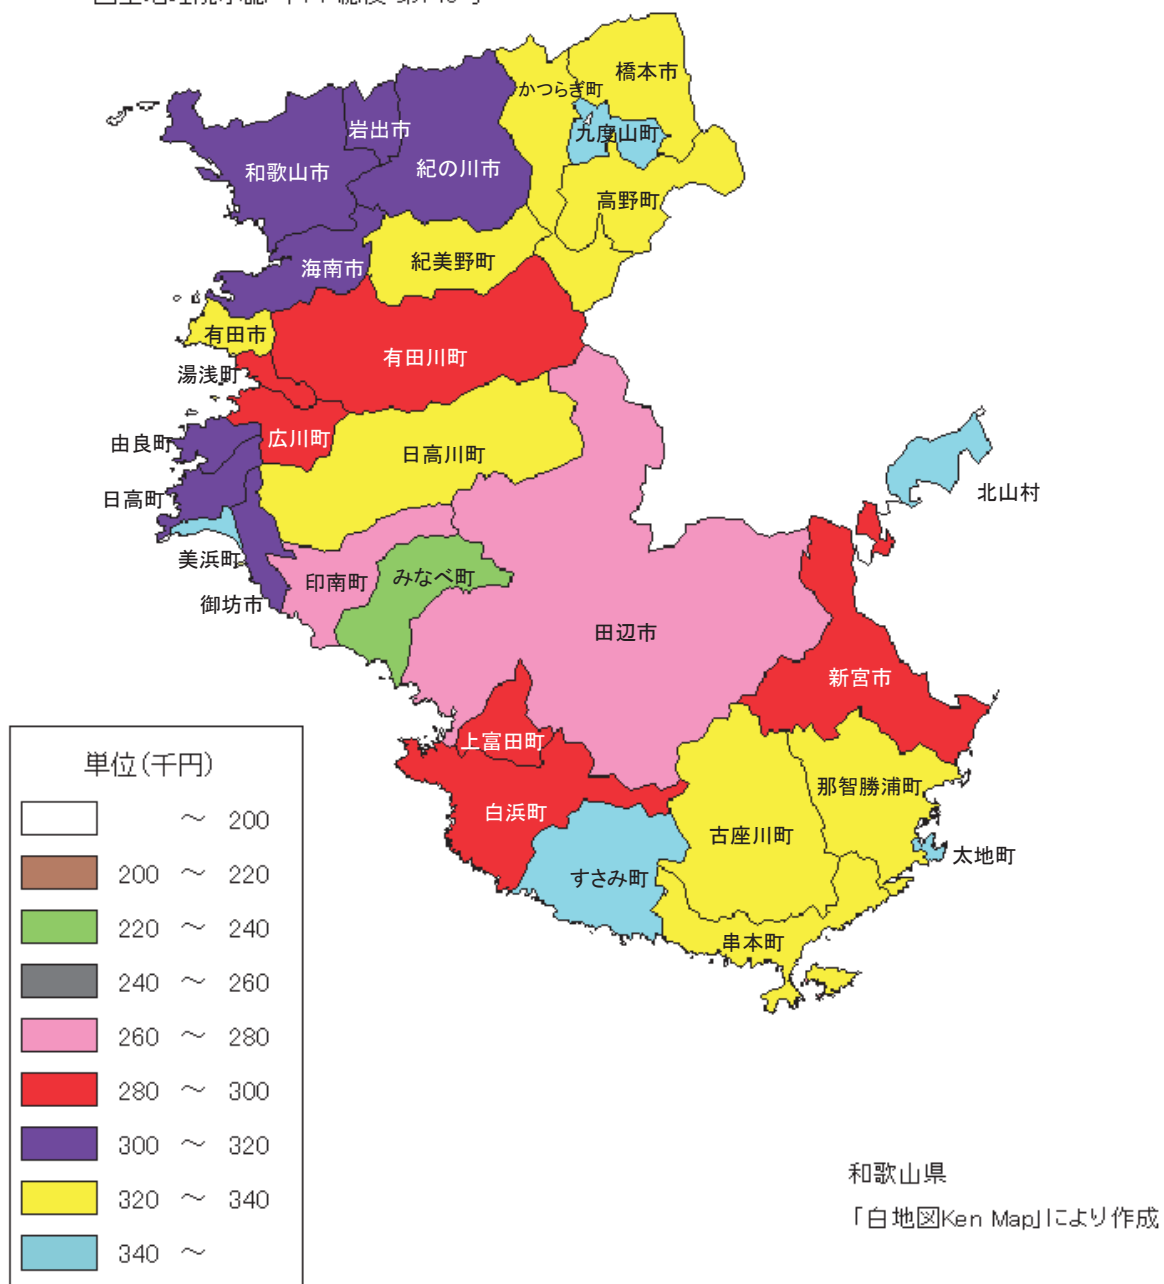 橋本市
かつらぎ町
岩出市
九度山町
和歌山市
紀の川市
高野町
海南市
紀美野町
有田市
有田川町
湯浅町
広川町
由良町
日高川町
日高町
北山村
美浜町
印南町
みなべ町
御坊市
田辺市
新宮市
上富田町
那智勝浦町
白浜町
古座川町
太地町
すさみ町
串本町
単位(千円)
～ 200
200 ～ 220
220 ～ 240
240 ～ 260
260 ～ 280
280 ～ 300
300 ～ 320
320 ～ 340
340 ～
和歌山県
「白地図Ken Map」により作成